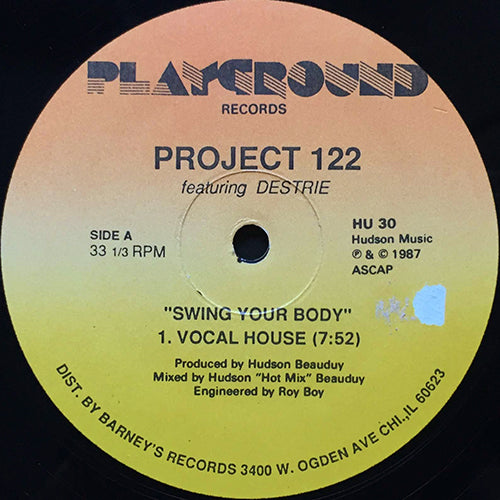 PLAYGROUND
RECORDS
PROJECT 122
featuring DESTRIE
SIDE A
33 1/3 RPM
HU 30
Hudson Music
℗ & © 1987
ASCAP
"SWING YOUR BODY"
1. VOCAL HOUSE (7:52)
Produced by Hudson Beauduy
Mixed by Hudson "Hot Mix" Beauduy
Engineered by Roy Boy
DIST. BY BARNEY'S RECORDS 3400 W. OGDEN AVE CHI., IL 60623